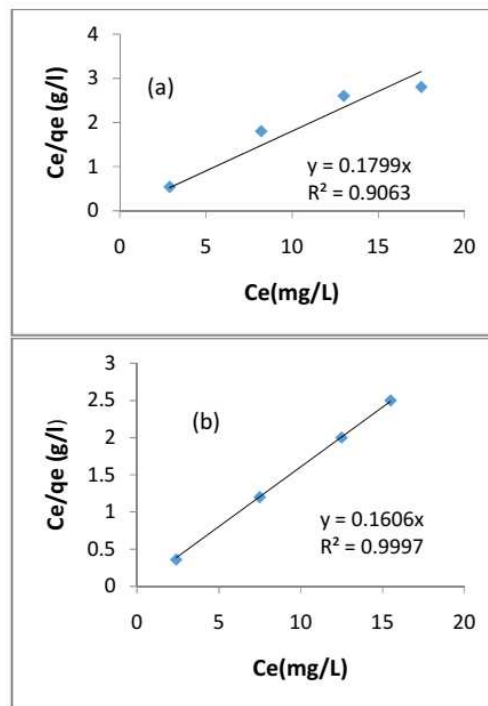 4
3
2
1
0
Ce/qe (g/l)
(a)
y = 0.1799x
R² = 0.9063
0 5 10 15 20
Ce(mg/L)
3
2.5
2
1.5
1
0.5
0
Ce/qe (g/l)
(b)
y = 0.1606x
R² = 0.9997
0 5 10 15 20
Ce(mg/L)